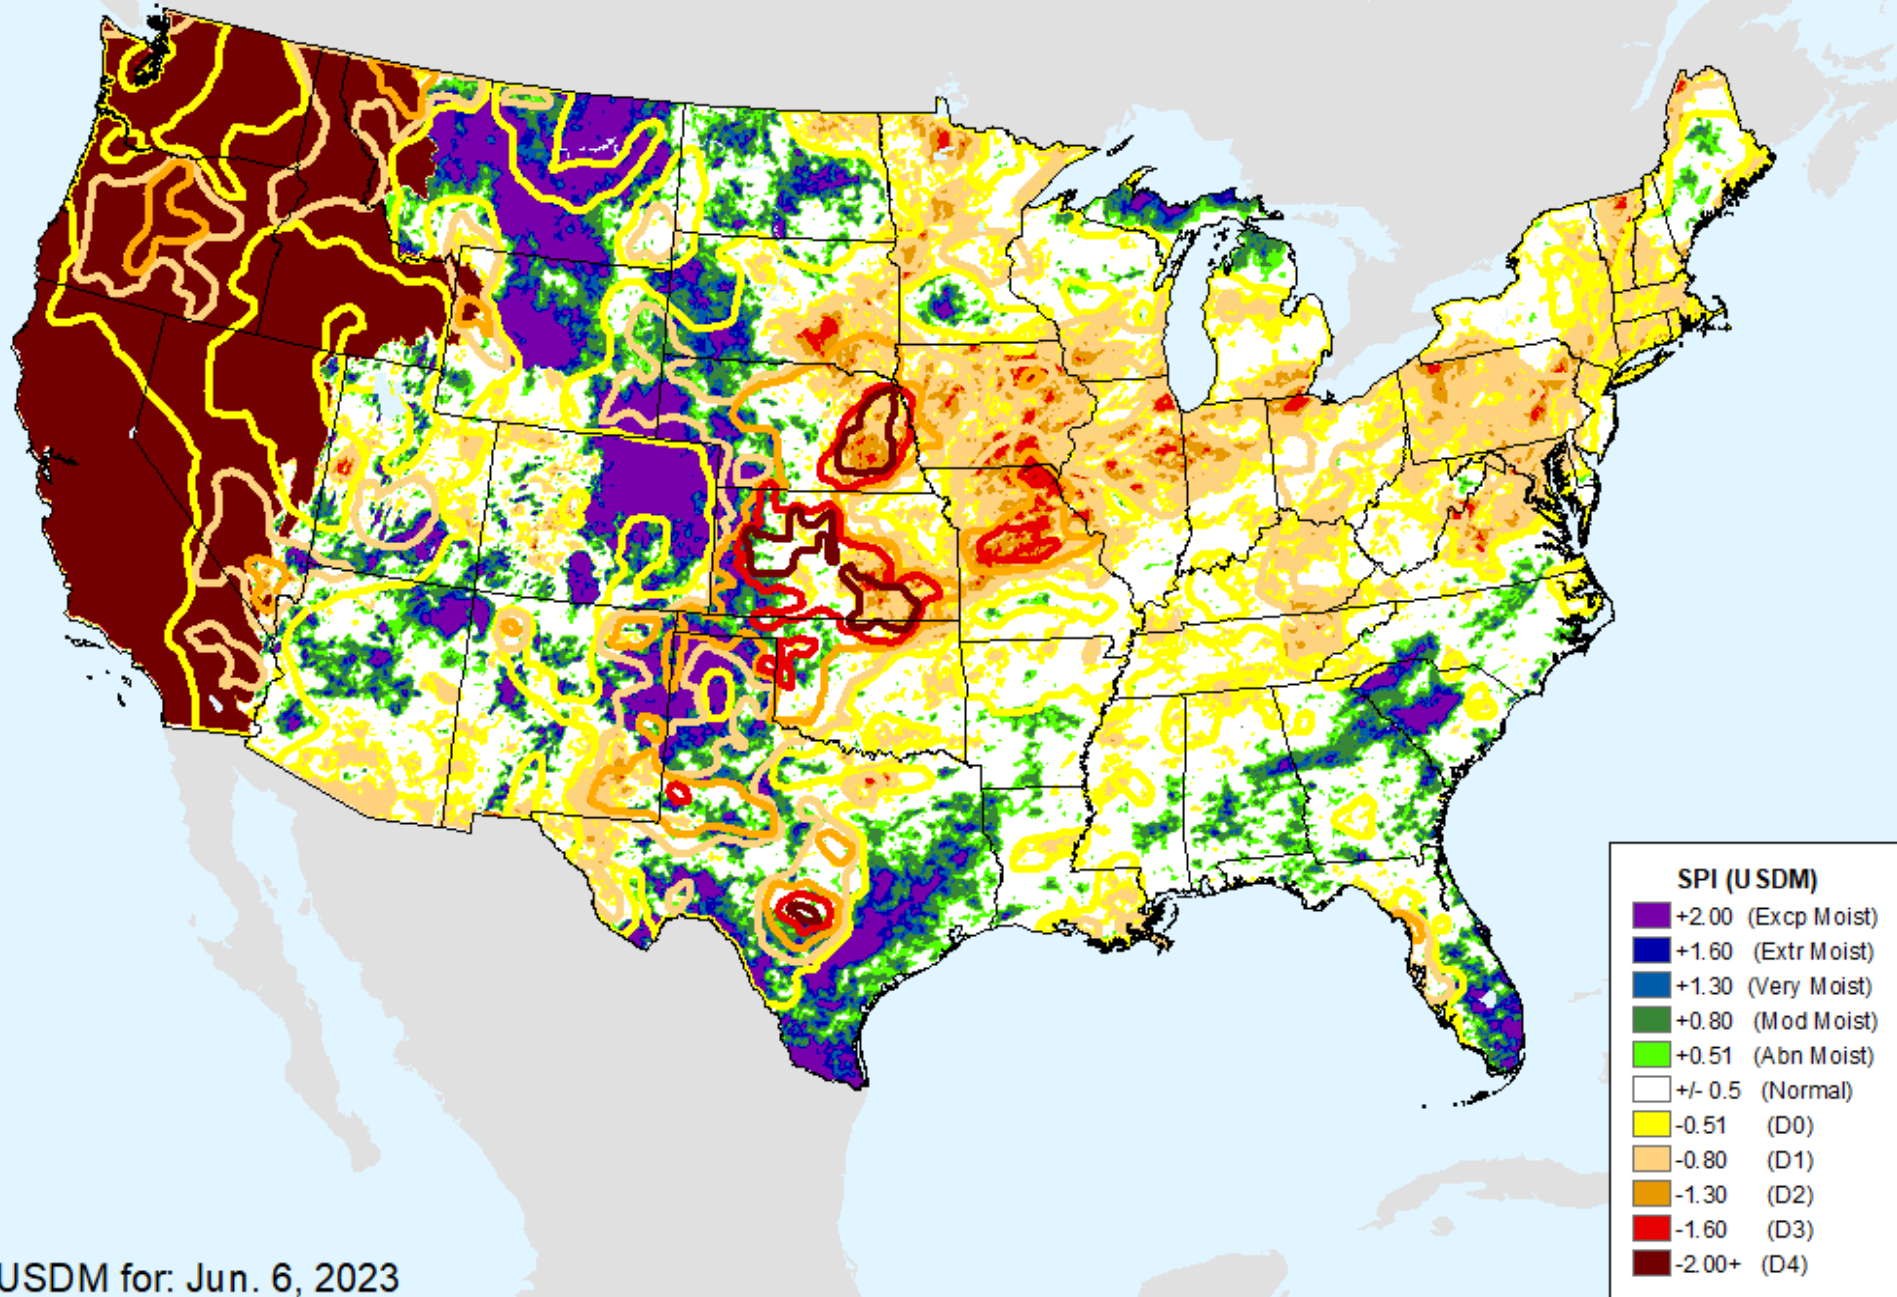 SPI (USDM)
+2.00 (Excp Moist)
+1.60 (Extr Moist)
+1.30 (Very Moist)
+0.80 (Mod Moist)
+0.51 (Abn Moist)
+/- 0.5 (Normal)
-0.51 (D0)
-0.80 (D1)
-1.30 (D2)
-1.60 (D3)
-2.00+ (D4)
USDM for: Jun. 6, 2023